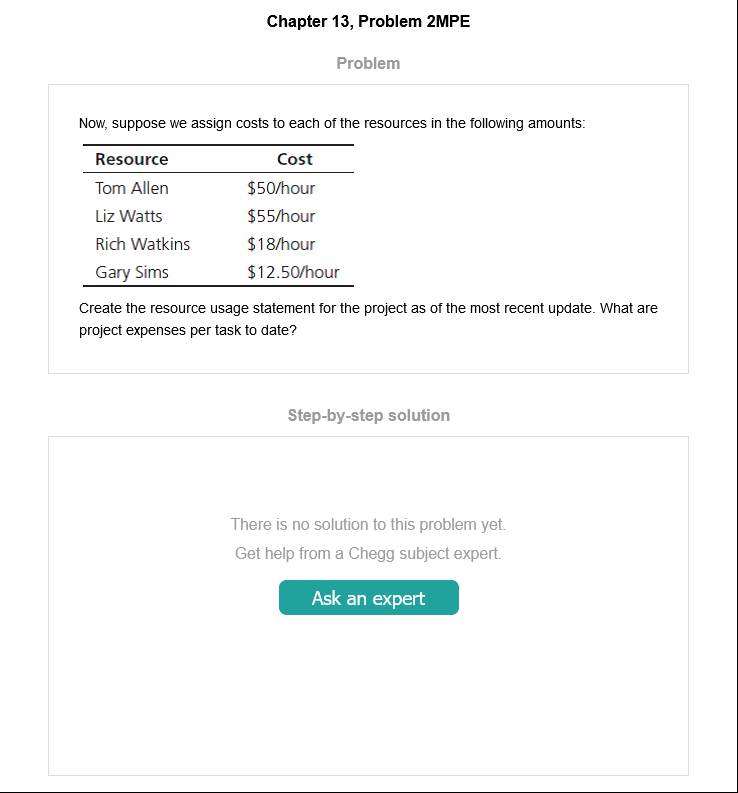 Chapter 13, Problem 2MPE
Problem
Now, suppose we assign costs to each of the resources in the following amounts:
Resource Cost
Tom Allen $50/hour
Liz Watts $55/hour
Rich Watkins $18/hour
Gary Sims $12.50/hour
Create the resource usage statement for the project as of the most recent update. What are
project expenses per task to date?
Step-by-step solution
There is no solution to this problem yet.
Get help from a Chegg subject expert.
Ask an expert